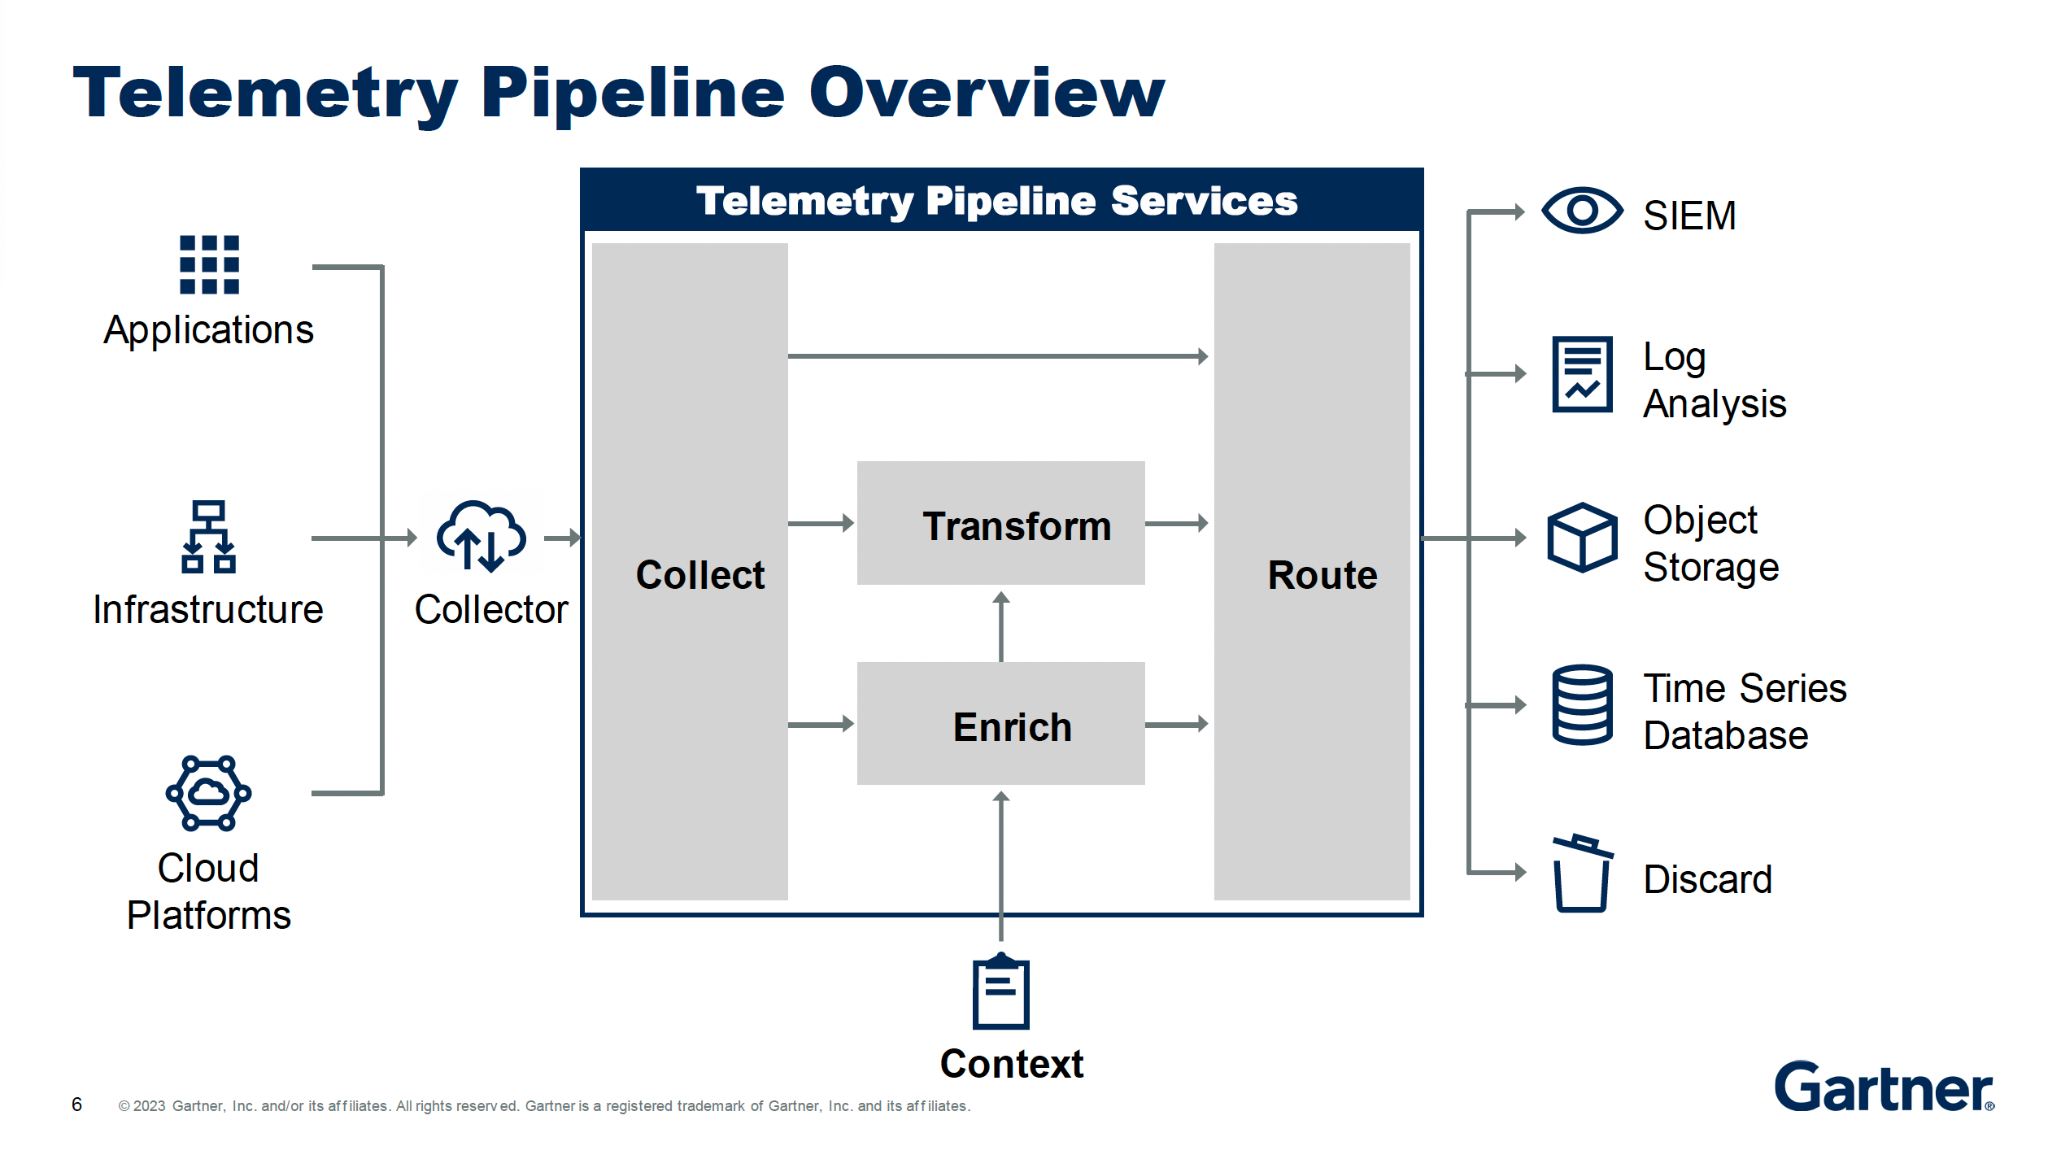 Telemetry Pipeline Overview
Telemetry Pipeline Services
Applications
Infrastructure
Cloud
Platforms
Collector
Collect
Transform
Enrich
Route
Context
SIEM
Log
Analysis
Object
Storage
Time Series
Database
Discard
6
© 2023 Gartner, Inc. and/or its affiliates. All rights reserved. Gartner is a registered trademark of Gartner, Inc. and its affiliates.
Gartner®